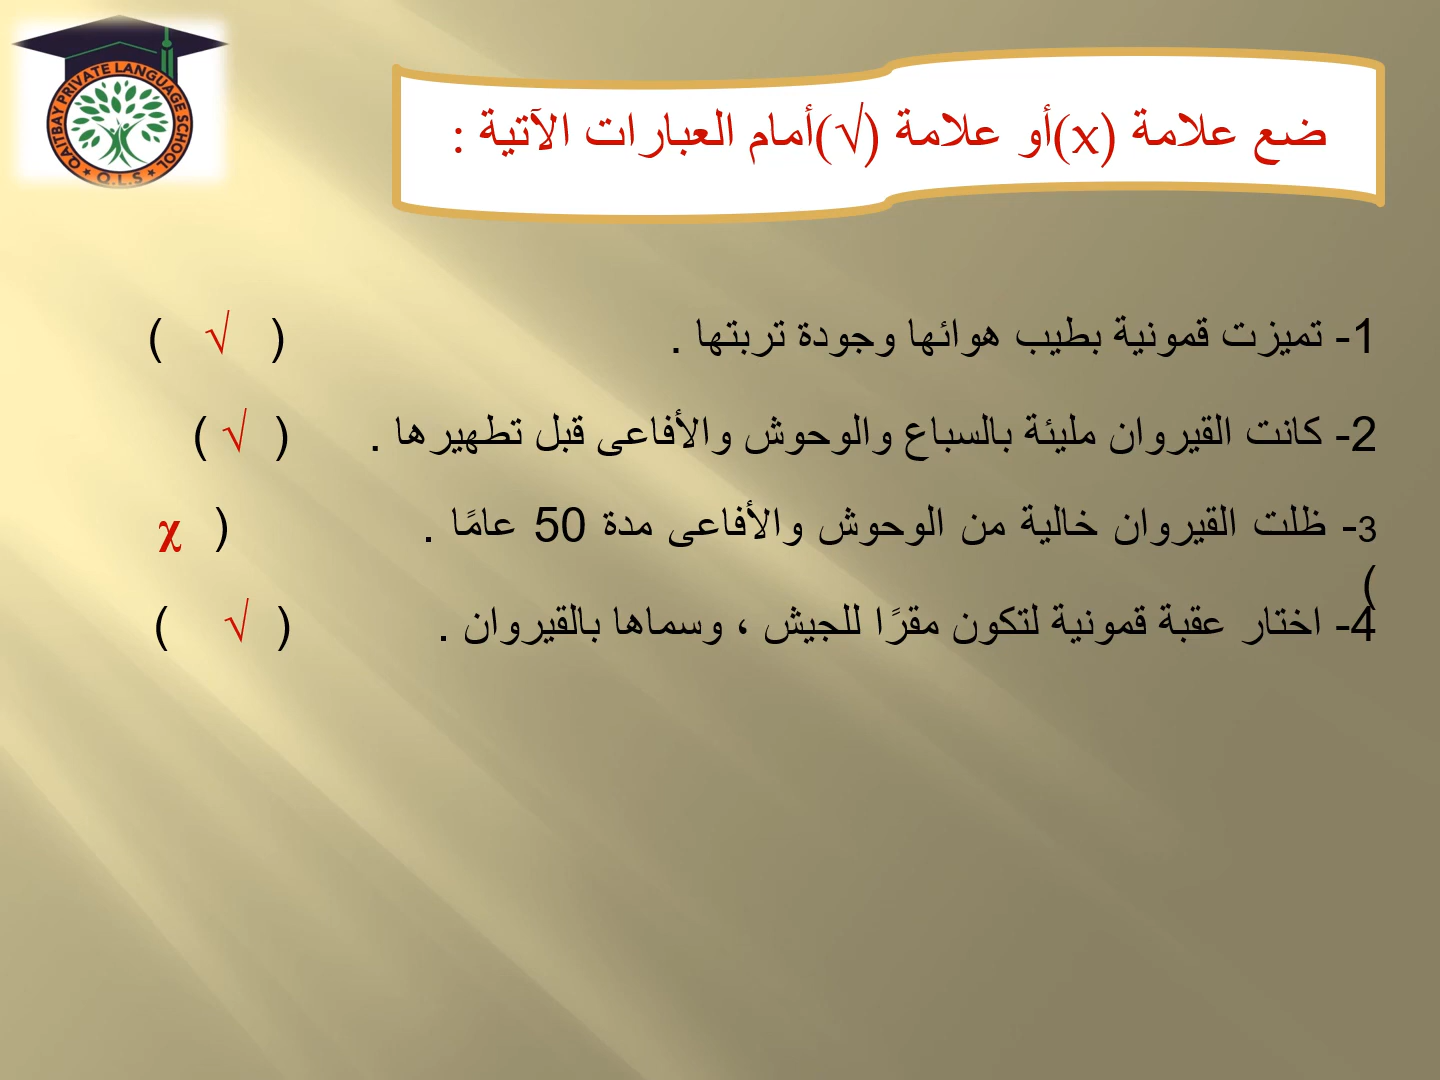 QAITBAY PRIVATE LANGUAGE SCHOOL
Q.L.S
ضع علامة (x)أو علامة (√)أمام العبارات الآتية :
1- تميزت قمونية بطيب هوائها وجودة تربتها . ( √ )
2- كانت القيروان مليئة بالسباع والوحوش والأفاعى قبل تطهيرها . ( √ )
3- ظلت القيروان خالية من الوحوش والأفاعى مدة 50 عامًا . ( χ
)
4- اختار عقبة قمونية لتكون مقرًا للجيش ، وسماها بالقيروان . ( √ )